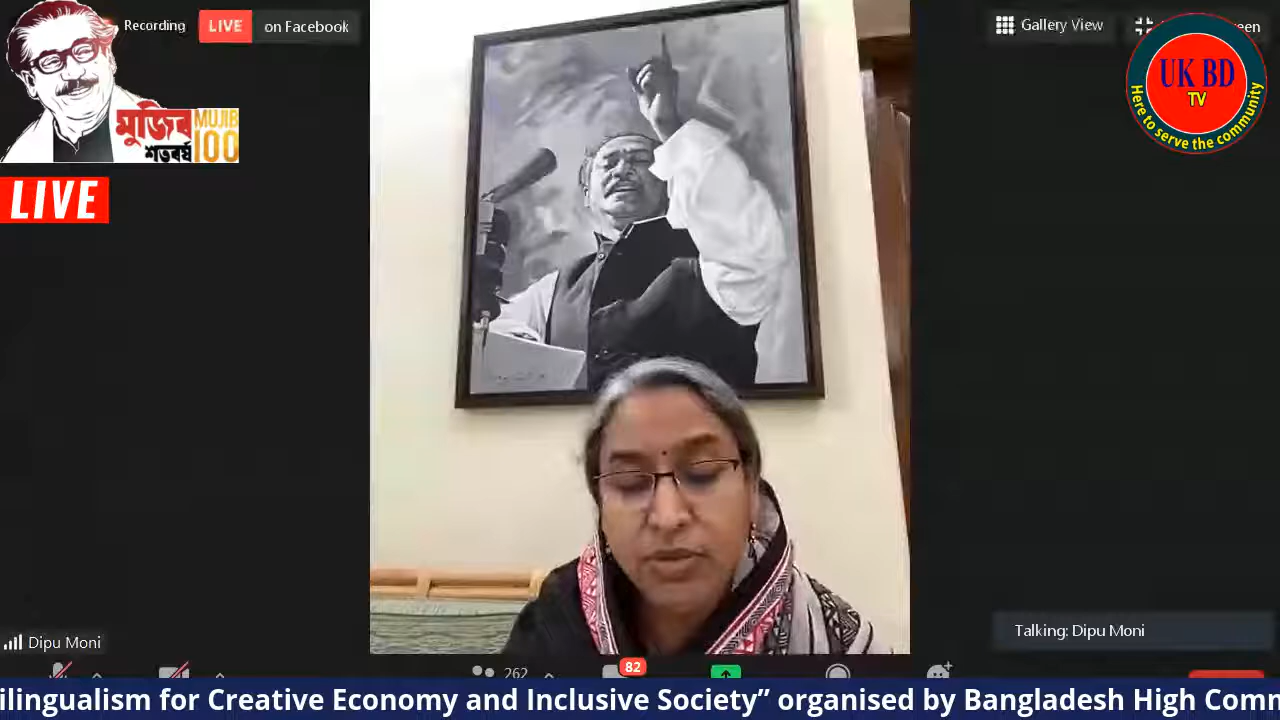 Recording
LIVE
on Facebook
Gallery View
een
মুজিব
শতবর্ষ
MUJIB
100
UK BD
TV
Here to serve the community
LIVE
Dipu Moni
Talking: Dipu Moni
262
82
ilingualism for Creative Economy and Inclusive Society” organised by Bangladesh High Comm